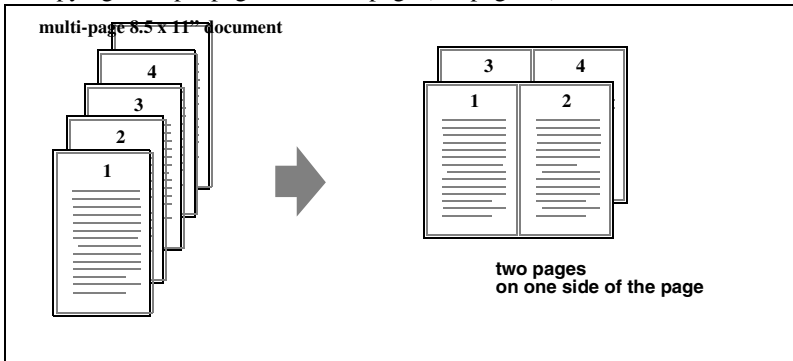 multi-page 8.5 x 11” document
4
3
2
1
3 4
1 2
two pages
on one side of the page